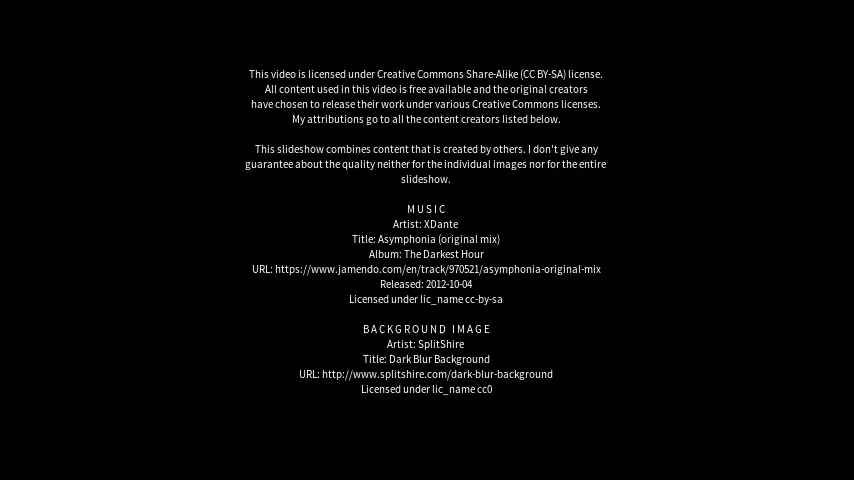 This video is licensed under Creative Commons Share-Alike (CC BY-SA) license.
All content used in this video is free available and the original creators
have chosen to release their work under various Creative Commons licenses.
My attributions go to all the content creators listed below.
This slideshow combines content that is created by others. I don't give any
guarantee about the quality neither for the individual images nor for the entire
slideshow.
MUSIC
Artist: XDante
Title: Asymphonia (original mix)
Album: The Darkest Hour
URL: https://www.jamendo.com/en/track/970521/asymphonia-original-mix
Released: 2012-10-04
Licensed under lic_name cc-by-sa
BACKGROUND IMAGE
Artist: SplitShire
Title: Dark Blur Background
URL: http://www.splitshire.com/dark-blur-background
Licensed under lic_name cc0